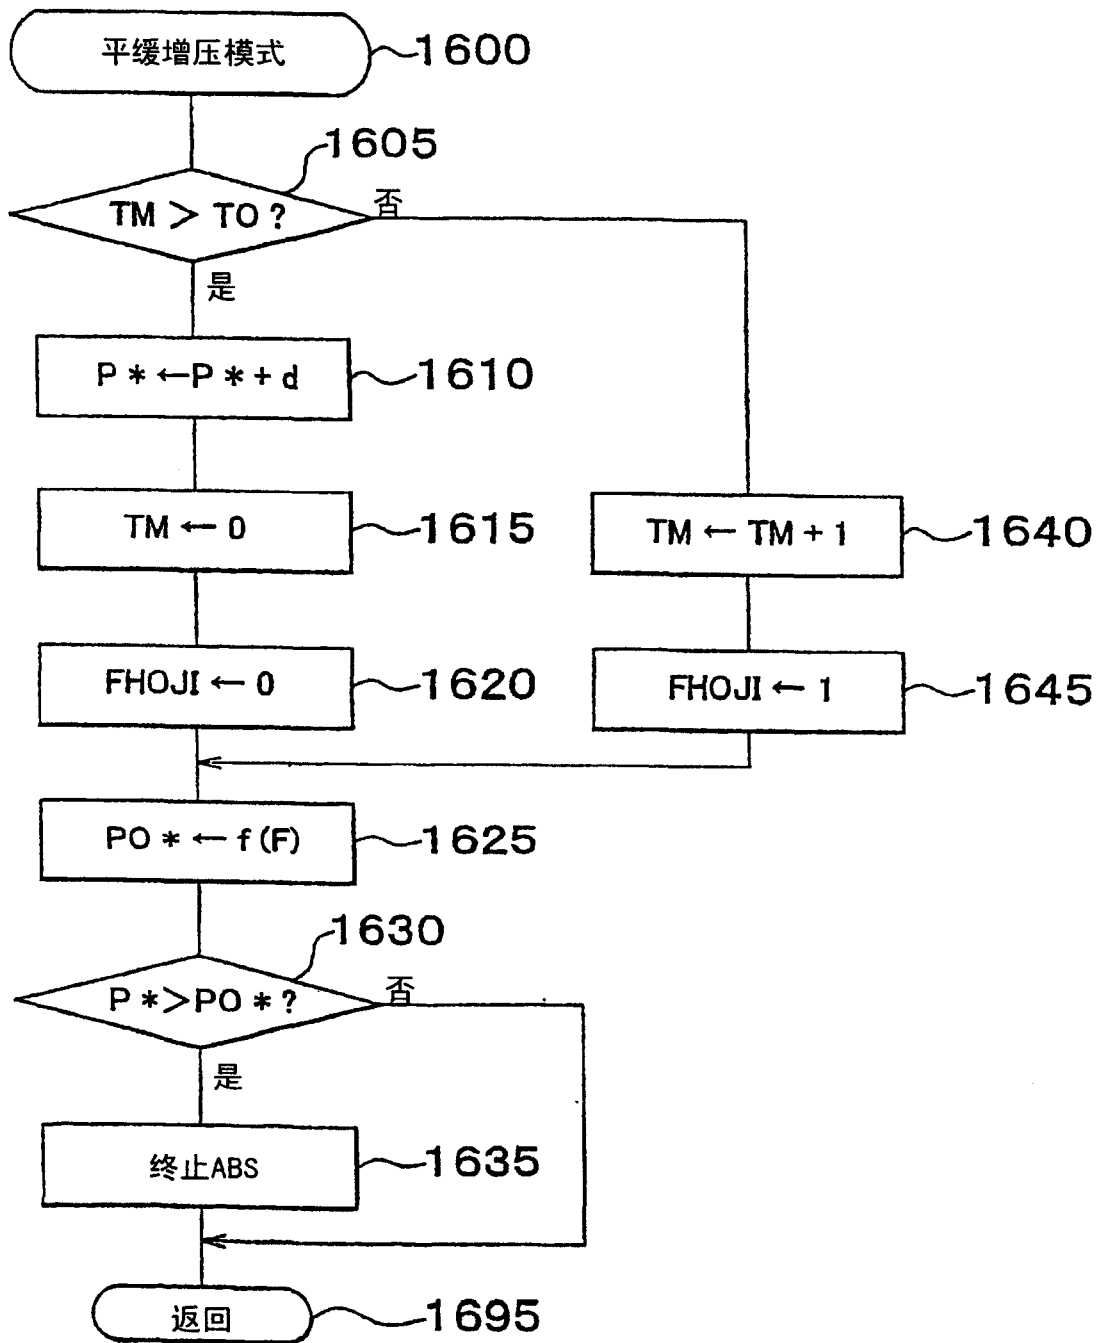 平缓增压模式
1600
1605
TM > TO ?
否
是
P * ← P * + d
1610
TM ← 0
1615
TM ← TM + 1
1640
FHOJI ← 0
1620
FHOJI ← 1
1645
PO * ← f (F)
1625
1630
P * > PO * ?
否
是
终止ABS
1635
返回
1695